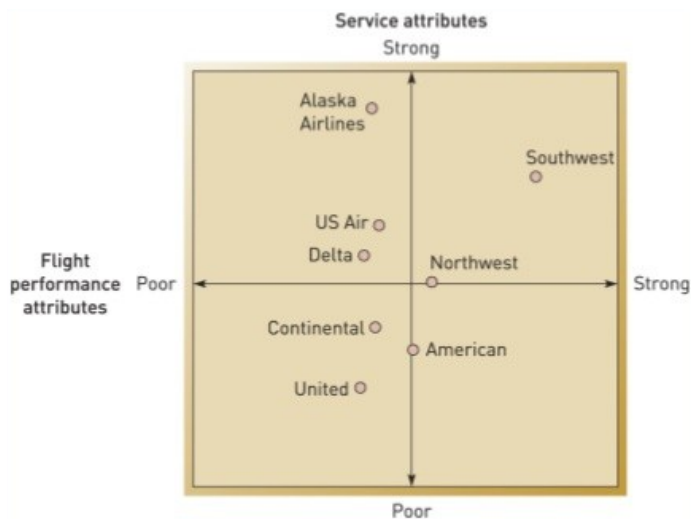 Service attributes
Strong
Alaska
Airlines
Southwest
US Air
Delta
Northwest
Flight
performance
attributes
Poor
Strong
Continental
American
United
Poor